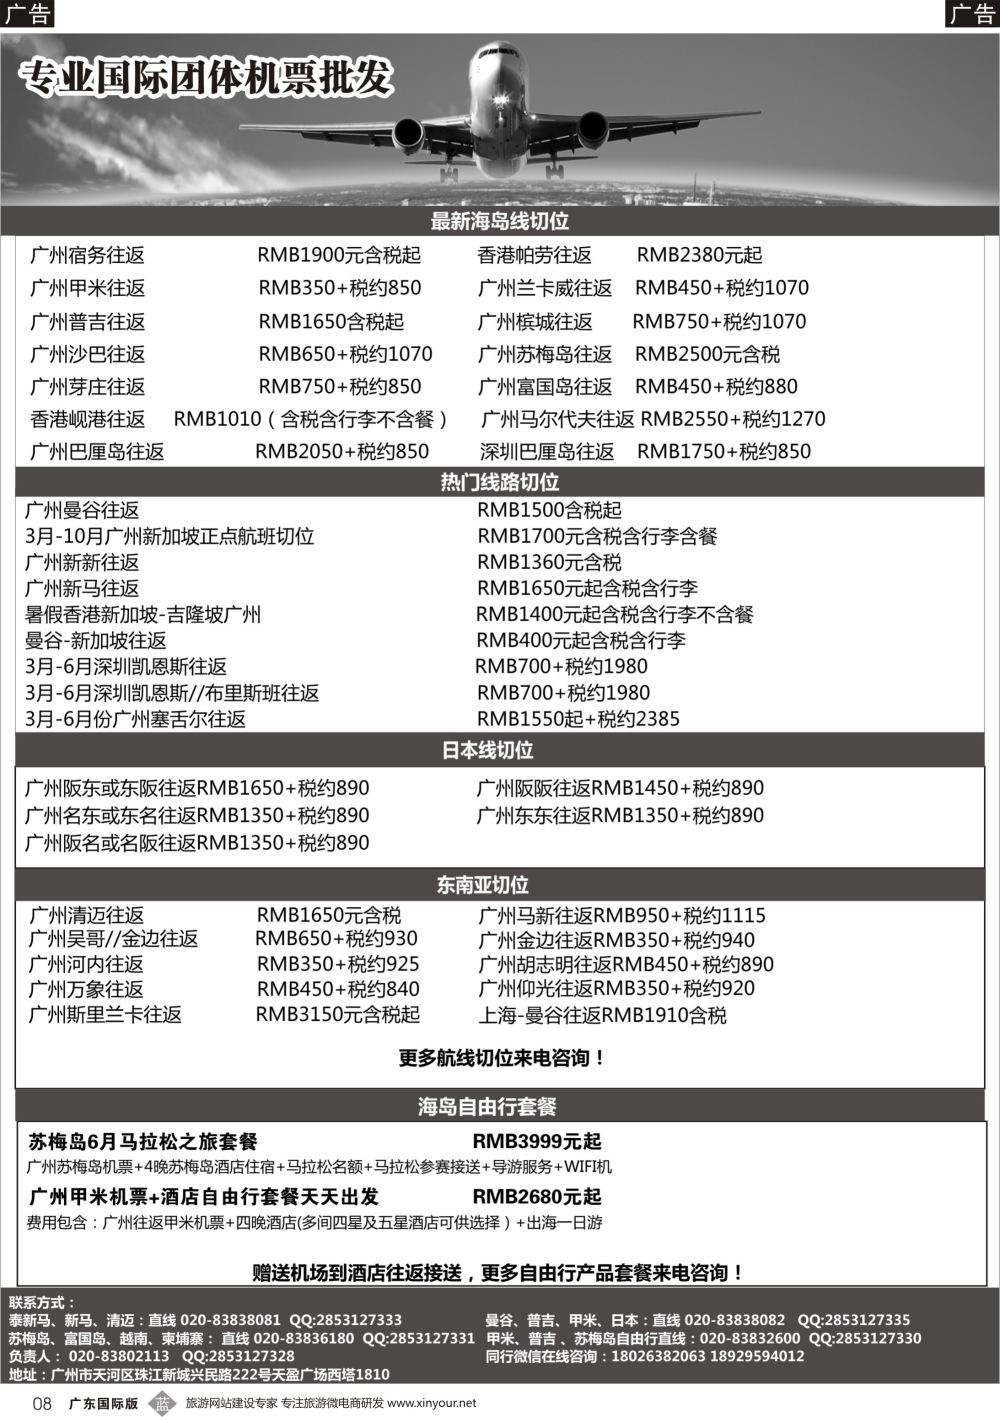 广告
广告
专业国际团体机票批发
最新海岛线切位
广州宿务往返 RMB1900元含税起 香港帕劳往返 RMB2380元起
广州甲米往返 RMB350+税约850 广州兰卡威往返 RMB450+税约1070
广州普吉往返 RMB1650含税起 广州槟城往返 RMB750+税约1070
广州沙巴往返 RMB650+税约1070 广州苏梅岛往返 RMB2500元含税
广州芽庄往返 RMB750+税约850 广州富国岛往返 RMB450+税约880
香港岘港往返 RMB1010（含税含行李不含餐） 广州马尔代夫往返 RMB2550+税约1270
广州巴厘岛往返 RMB2050+税约850 深圳巴厘岛往返 RMB1750+税约850
热门线路切位
广州曼谷往返 RMB1500含税起
3月-10月广州新加坡正点航班切位 RMB1700元含税含行李含餐
广州新新往返 RMB1360元含税
广州新马往返 RMB1650元起含税含行李
暑假香港新加坡-吉隆坡广州 RMB1400元起含税含行李不含餐
曼谷-新加坡往返 RMB400元起含税含行李
3月-6月深圳凯恩斯往返 RMB700+税约1980
3月-6月深圳凯恩斯//布里斯班往返 RMB700+税约1980
3月-6月份广州塞舌尔往返 RMB1550起+税约2385
日本线切位
广州阪东或东阪往返RMB1650+税约890 广州阪阪往返RMB1450+税约890
广州名东或东名往返RMB1350+税约890 广州东东往返RMB1350+税约890
广州阪名或名阪往返RMB1350+税约890
东南亚切位
广州清迈往返 RMB1650元含税 广州马新往返RMB950+税约1115
广州吴哥//金边往返 RMB650+税约930 广州金边往返RMB350+税约940
广州河内往返 RMB350+税约925 广州胡志明往返RMB450+税约890
广州万象往返 RMB450+税约840 广州仰光往返RMB350+税约920
广州斯里兰卡往返 RMB3150元含税起 上海-曼谷往返RMB1910含税
更多航线切位来电咨询！
海岛自由行套餐
苏梅岛6月马拉松之旅套餐 RMB3999元起
广州苏梅岛机票+4晚苏梅岛酒店住宿+马拉松名额+马拉松参赛接送+导游服务+WIFI机
广州甲米机票+酒店自由行套餐天天出发 RMB2680元起
费用包含：广州往返甲米机票+四晚酒店(多间四星及五星酒店可供选择）+出海一日游
赠送机场到酒店往返接送，更多自由行产品套餐来电咨询！
联系方式：
泰新马、新马、清迈：直线 020-83838081 QQ:2853127333 曼谷、普吉、甲米、日本：直线 020-83838082 QQ:2853127335
苏梅岛、富国岛、越南、柬埔寨： 直线 020-83836180 QQ:2853127331 甲米、普吉 、苏梅岛自由行直线：020-83832600 QQ:2853127330
负责人： 020-83802113 QQ:2853127328 同行微信在线咨询：18026382063 18929594012
地址：广州市天河区珠江新城兴民路222号天盈广场西塔1810
08 广东国际版 蓝 旅游网站建设专家 专注旅游微电商研发 www.xinyour.net